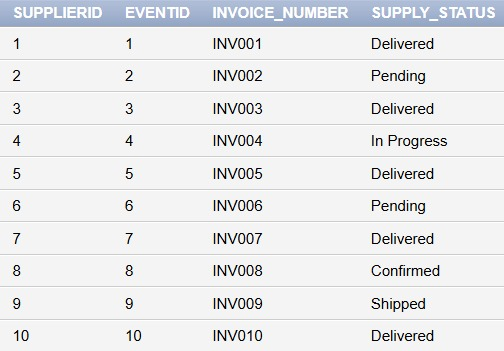 SUPPLIERID EVENTID INVOICE_NUMBER SUPPLY_STATUS
1 1 INV001 Delivered
2 2 INV002 Pending
3 3 INV003 Delivered
4 4 INV004 In Progress
5 5 INV005 Delivered
6 6 INV006 Pending
7 7 INV007 Delivered
8 8 INV008 Confirmed
9 9 INV009 Shipped
10 10 INV010 Delivered